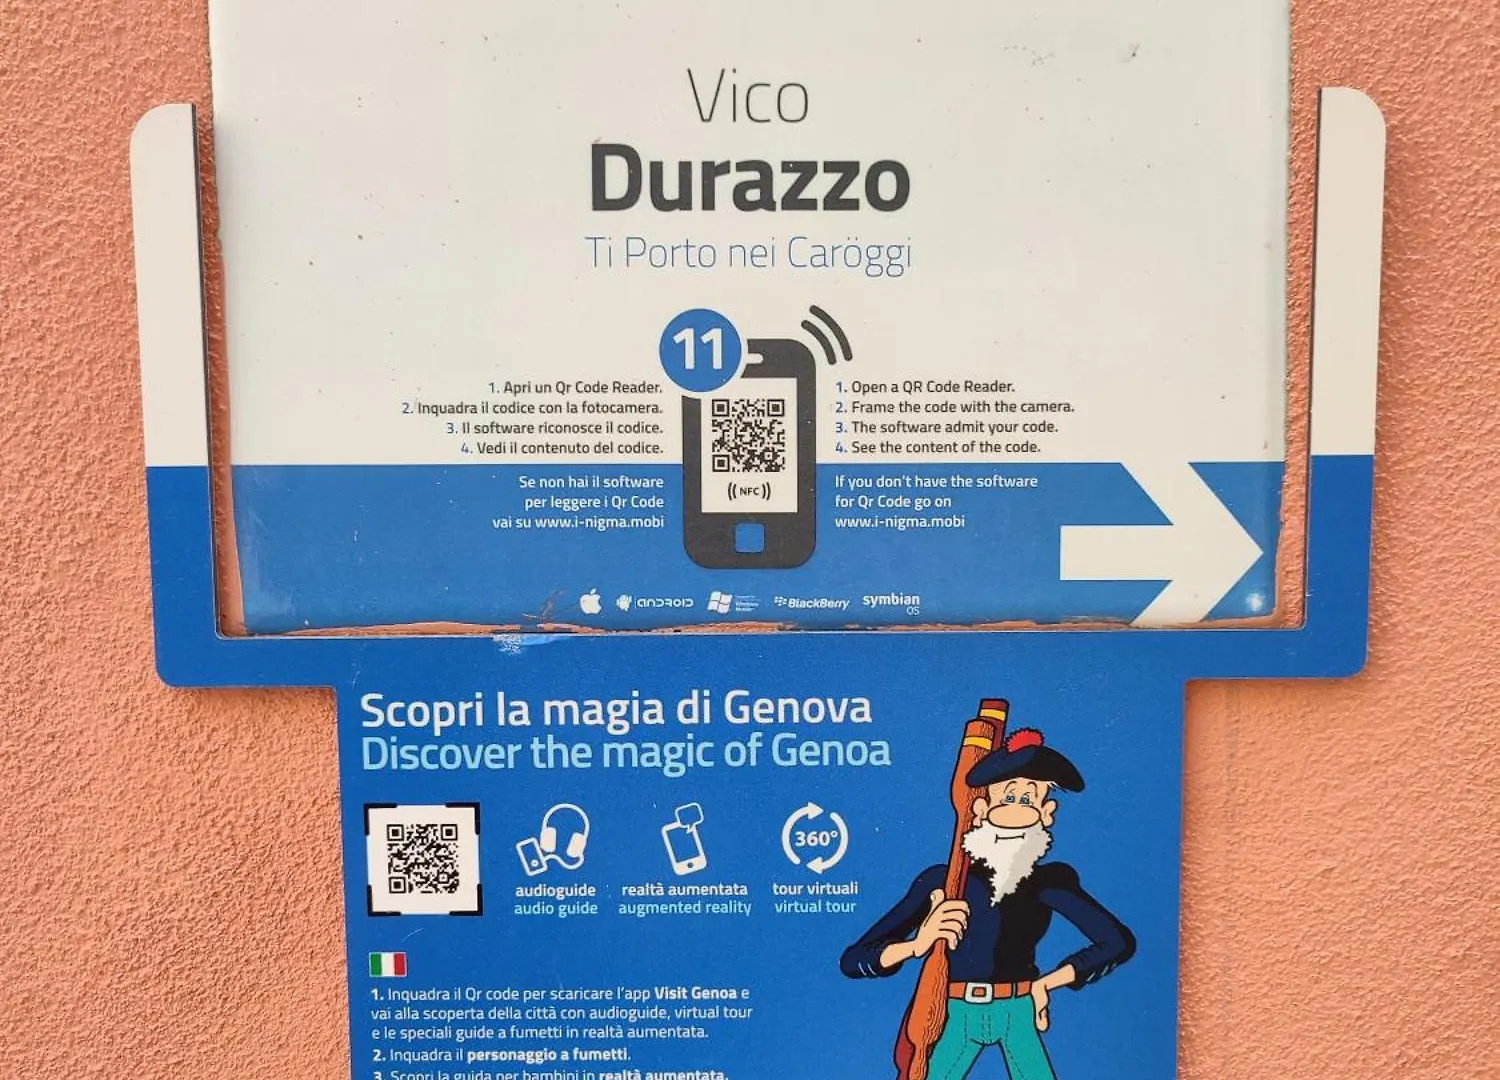 Vico
Durazzo
Ti Porto nei Caröggi
11
1. Apri un Qr Code Reader.
2. Inquadra il codice con la fotocamera.
3. Il software riconosce il codice.
4. Vedi il contenuto del codice.
Se non hai il software
per leggere i Qr Code
vai su www.i-nigma.mobi
((NFC))
1. Open a QR Code Reader.
2. Frame the code with the camera.
3. The software admit your code.
4. See the content of the code.
If you don't have the software
for Qr Code go on
www.i-nigma.mobi
ANDROID
BlackBerry
symbian
OS
Scopri la magia di Genova
Discover the magic of Genoa
audioguide
audio guide
realtà aumentata
augmented reality
360°
tour virtuali
virtual tour
1. Inquadra il Qr code per scaricare l'app Visit Genoa e
vai alla scoperta della città con audioguide, virtual tour
e le speciali guide a fumetti in realtà aumentata.
2. Inquadra il personaggio a fumetti.
3. Scopri la guida per bambini in realtà aumentata.